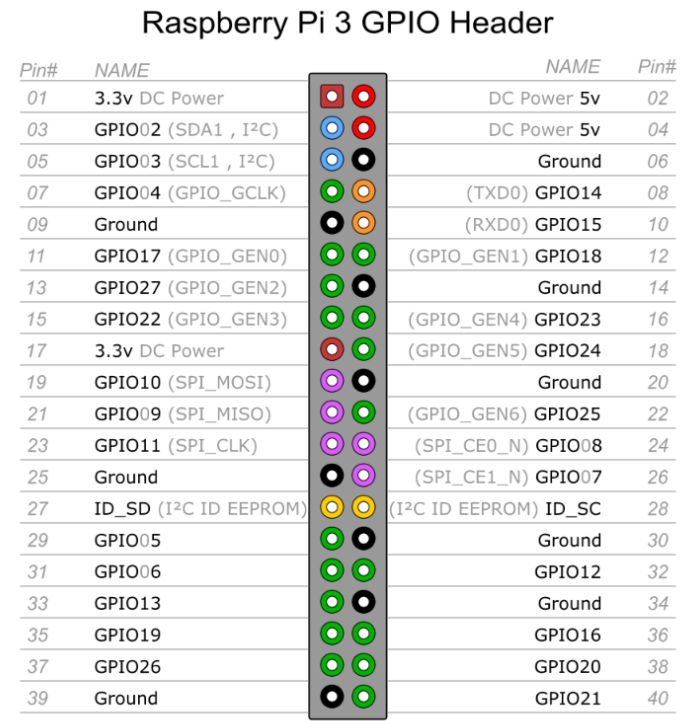 Raspberry Pi 3 GPIO Header
Pin# NAME NAME Pin#
01 3.3v DC Power DC Power 5v 02
03 GPIO02 (SDA1 , I²C) DC Power 5v 04
05 GPIO03 (SCL1 , I²C) Ground 06
07 GPIO04 (GPIO_GCLK) (TXD0) GPIO14 08
09 Ground (RXD0) GPIO15 10
11 GPIO17 (GPIO_GEN0) (GPIO_GEN1) GPIO18 12
13 GPIO27 (GPIO_GEN2) Ground 14
15 GPIO22 (GPIO_GEN3) (GPIO_GEN4) GPIO23 16
17 3.3v DC Power (GPIO_GEN5) GPIO24 18
19 GPIO10 (SPI_MOSI) Ground 20
21 GPIO09 (SPI_MISO) (GPIO_GEN6) GPIO25 22
23 GPIO11 (SPI_CLK) (SPI_CE0_N) GPIO08 24
25 Ground (SPI_CE1_N) GPIO07 26
27 ID_SD (I²C ID EEPROM) (I²C ID EEPROM) ID_SC 28
29 GPIO05 Ground 30
31 GPIO06 GPIO12 32
33 GPIO13 Ground 34
35 GPIO19 GPIO16 36
37 GPIO26 GPIO20 38
39 Ground GPIO21 40